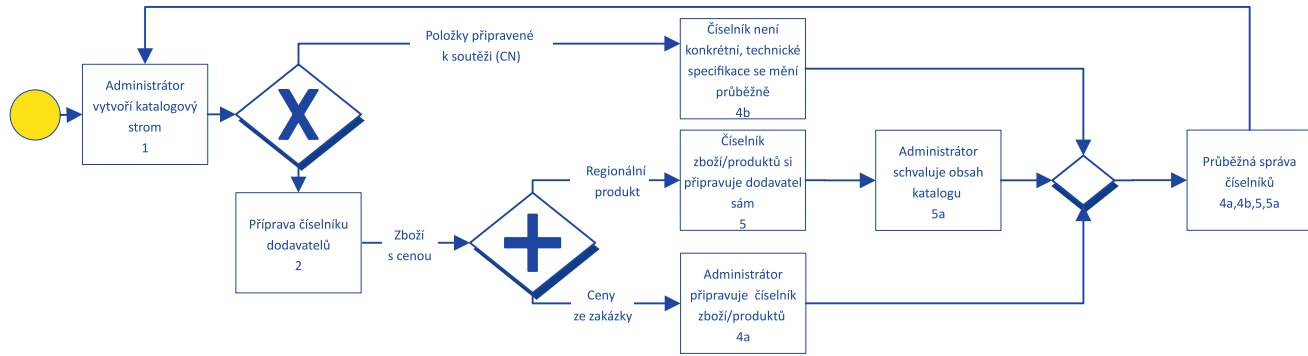 Administrátor
vytvoří katalogový
strom
1
Položky připravené
k soutěži (CN)
Číselník není
konkrétní, technické
specifikace se mění
průběžně
4b
Příprava číselníku
dodavatelů
2
Zboží
s cenou
Regionální
produkt
Číselník
zboží/produktů si
připravuje dodavatel
sám
5
Administrátor
schvaluje obsah
katalogu
5a
Ceny
ze zakázky
Administrátor
připravuje číselník
zboží/produktů
4a
Průběžná správa
číselníků
4a,4b,5,5a